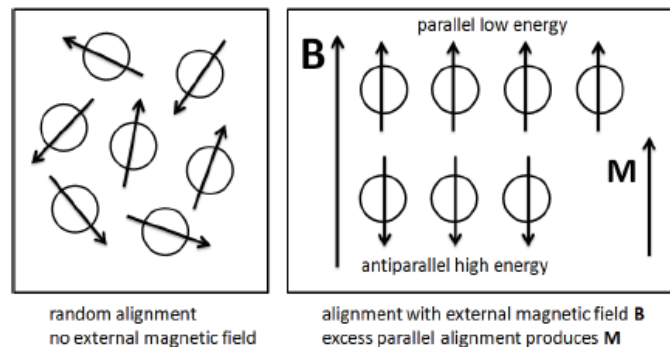 parallel low energy
B
M
antiparallel high energy
random alignment
no external magnetic field
alignment with external magnetic field B
excess parallel alignment produces M